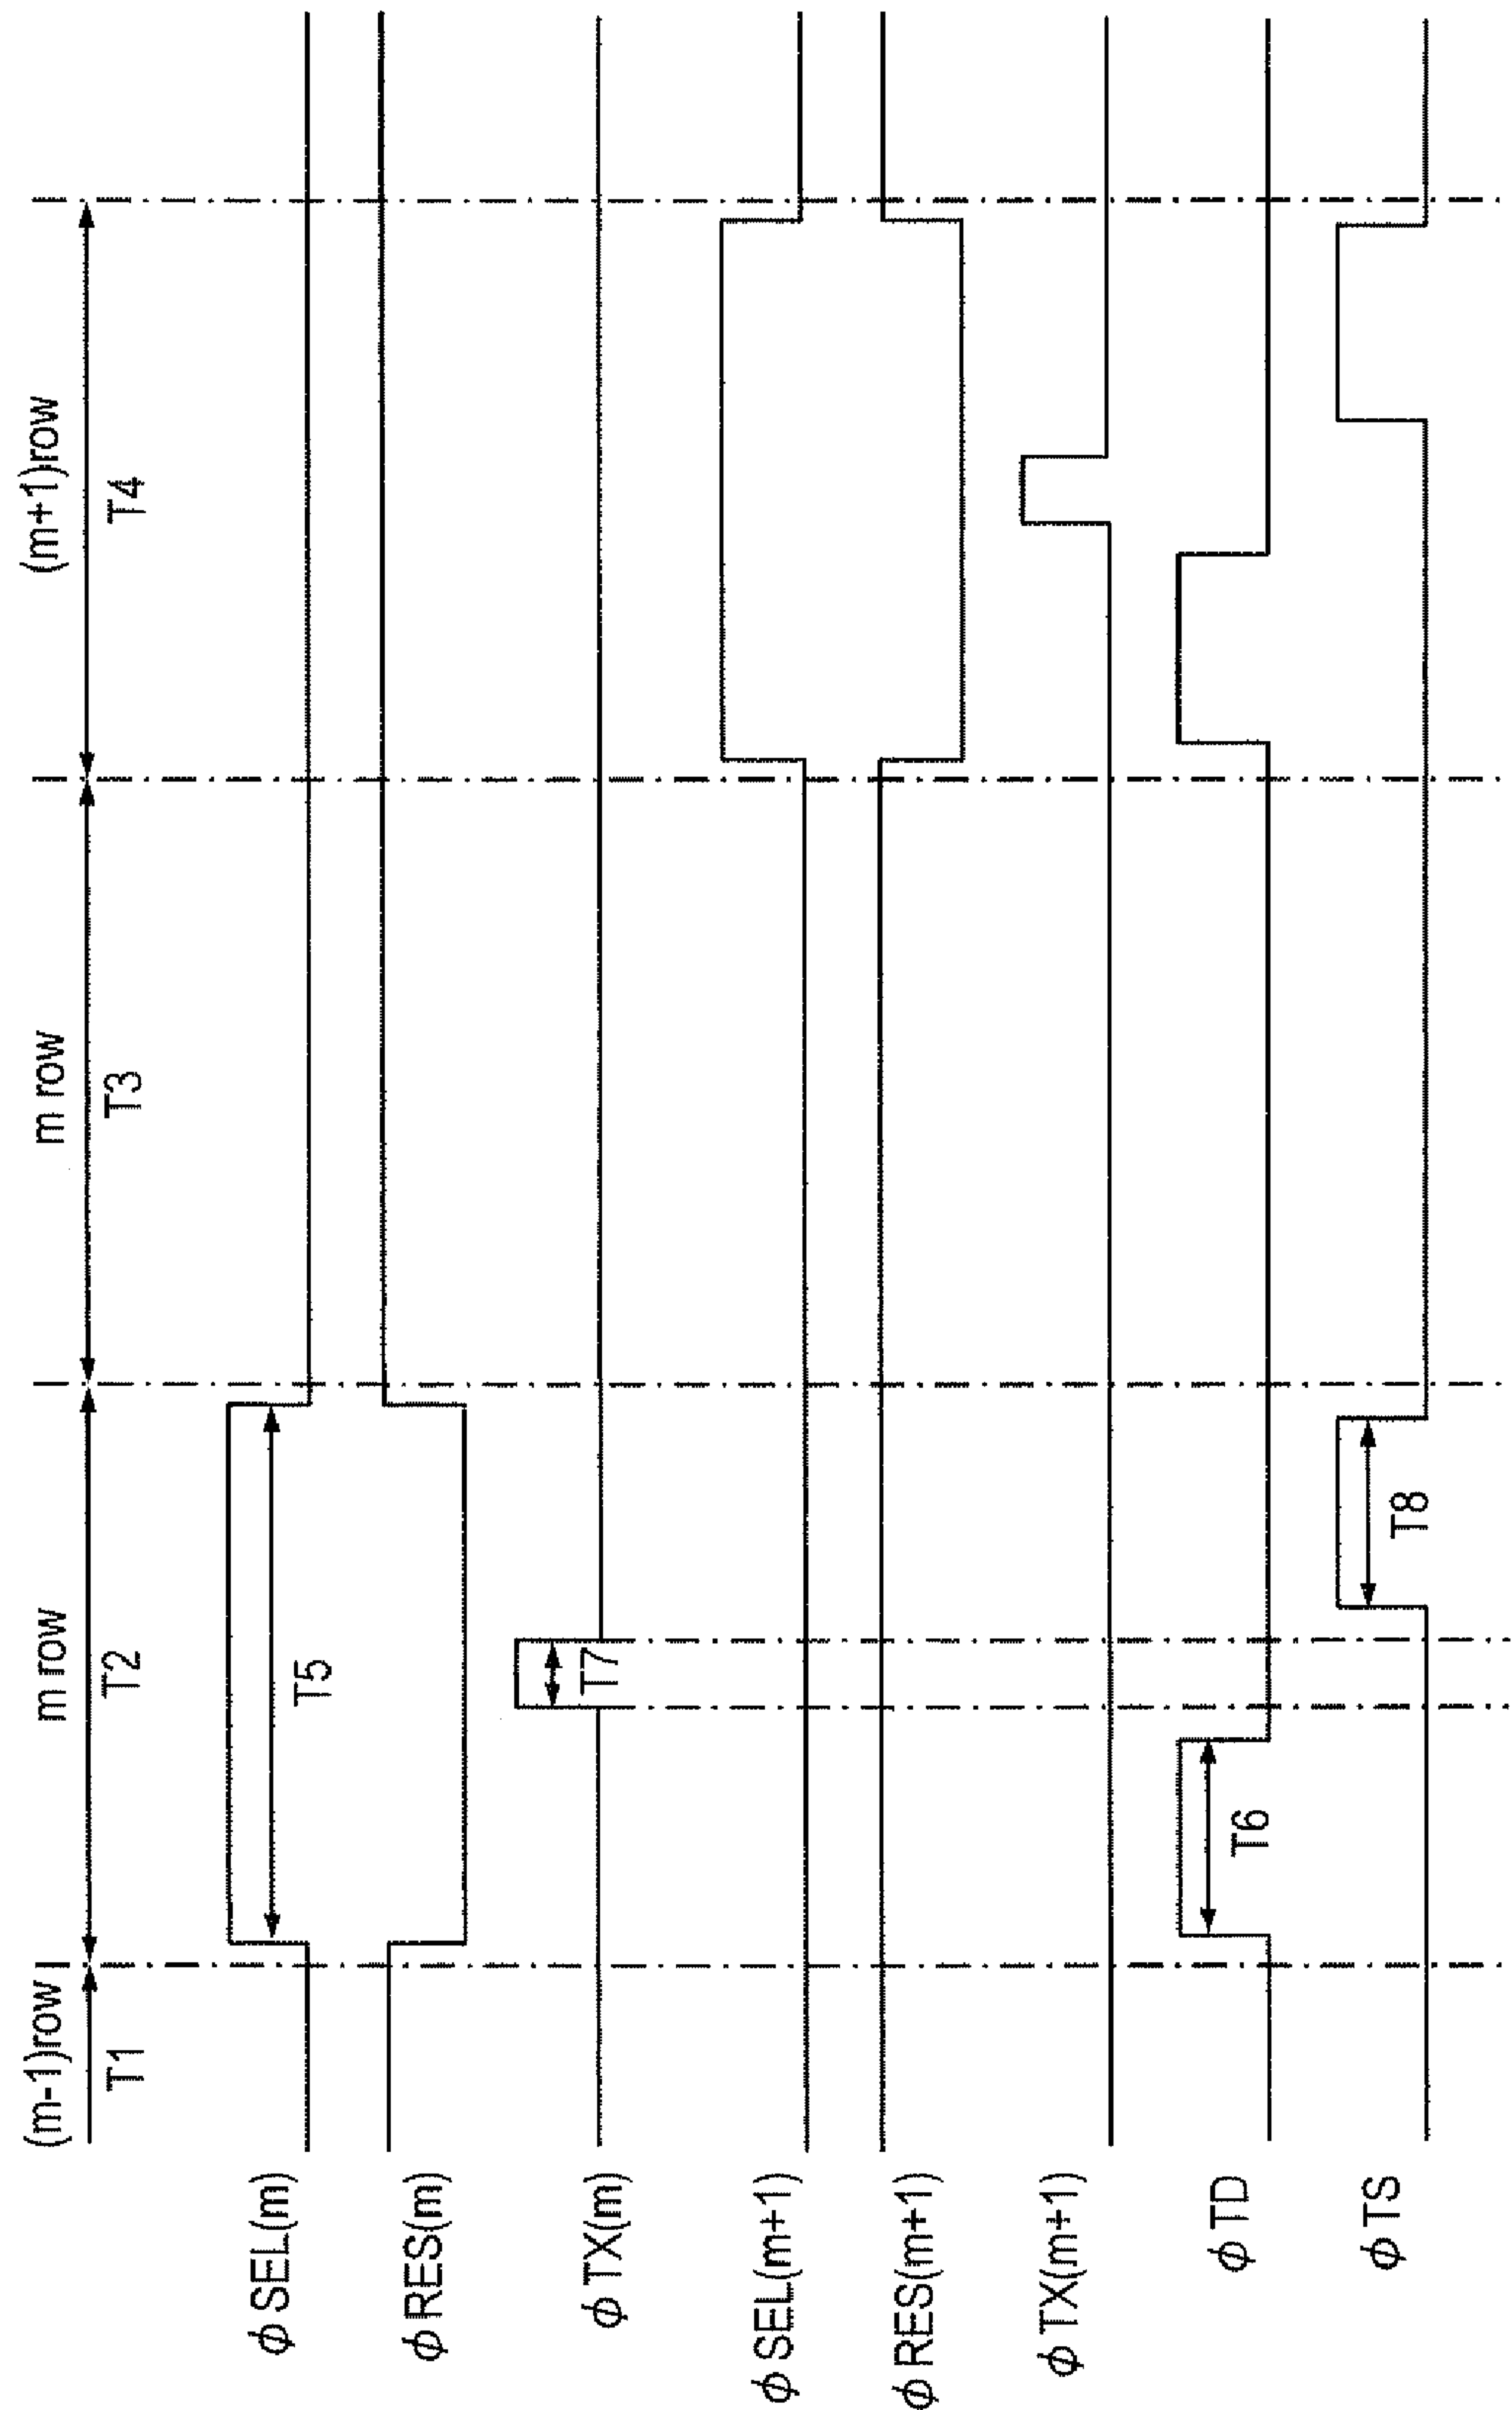 (m-1)row
m row
m row
(m+1)row
T1
T2
T3
T4
φ SEL(m)
T5
φ RES(m)
φ TX(m)
T7
φ SEL(m+1)
φ RES(m+1)
φ TX(m+1)
φ TD
T6
φ TS
T8